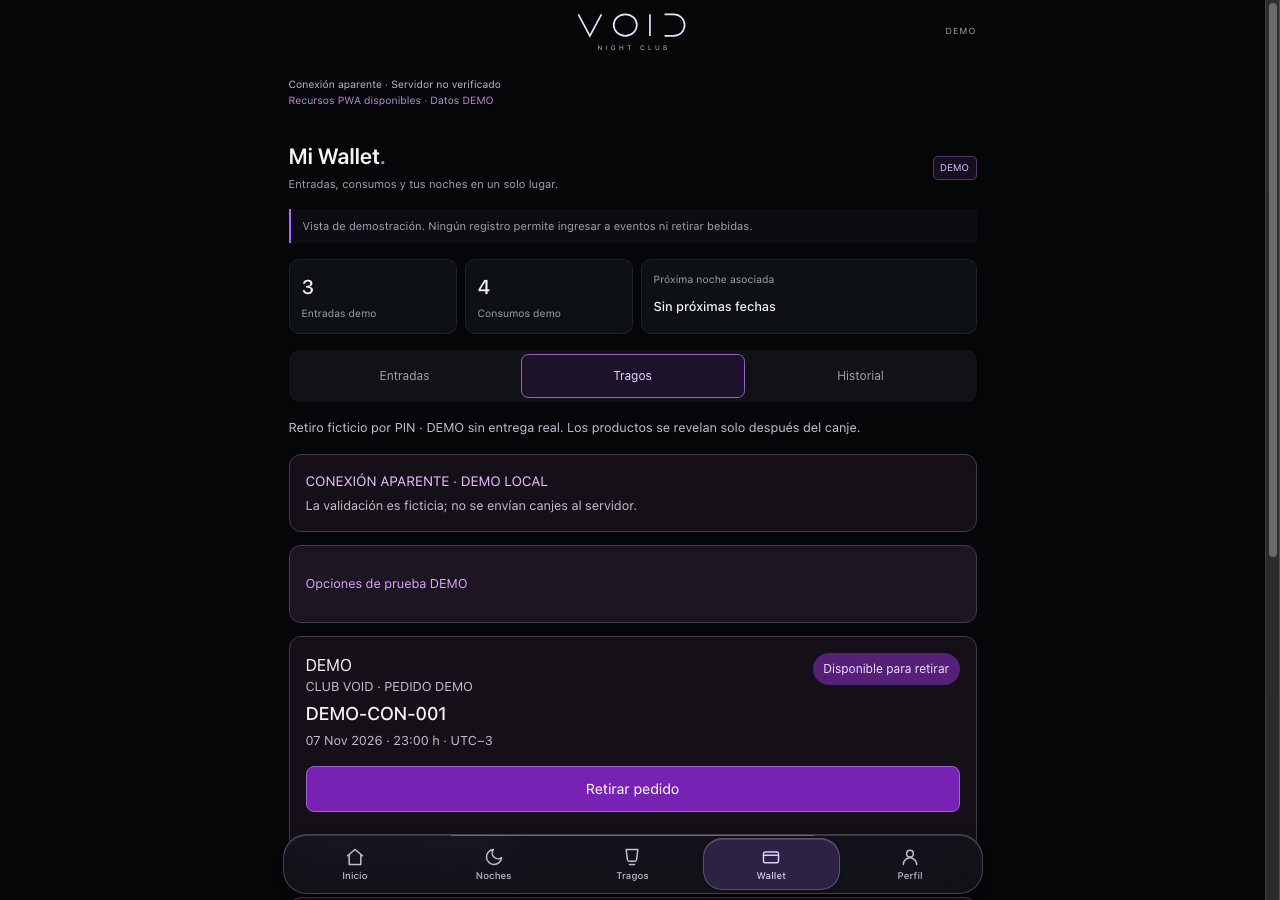 VOID
NIGHT CLUB
DEMO
Conexión aparente · Servidor no verificado
Recursos PWA disponibles · Datos DEMO
Mi Wallet.
DEMO
Entradas, consumos y tus noches en un solo lugar.
Vista de demostración. Ningún registro permite ingresar a eventos ni retirar bebidas.
3
Entradas demo
4
Consumos demo
Próxima noche asociada
Sin próximas fechas
Entradas
Tragos
Historial
Retiro ficticio por PIN · DEMO sin entrega real. Los productos se revelan solo después del canje.
CONEXIÓN APARENTE · DEMO LOCAL
La validación es ficticia; no se envían canjes al servidor.
Opciones de prueba DEMO
DEMO
Disponible para retirar
CLUB VOID · PEDIDO DEMO
DEMO-CON-001
07 Nov 2026 · 23:00 h · UTC−3
Retirar pedido
Inicio
Noches
Tragos
Wallet
Perfil